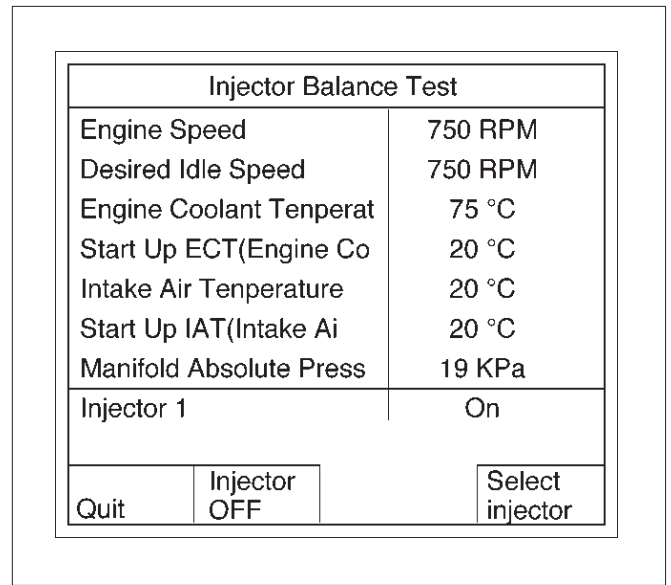 Injector Balance Test
Engine Speed 750 RPM
Desired Idle Speed 750 RPM
Engine Coolant Tenperat 75 °C
Start Up ECT(Engine Co 20 °C
Intake Air Tenperature 20 °C
Start Up IAT(Intake Ai 20 °C
Manifold Absolute Press 19 KPa
Injector 1 On
Quit Injector OFF Select injector